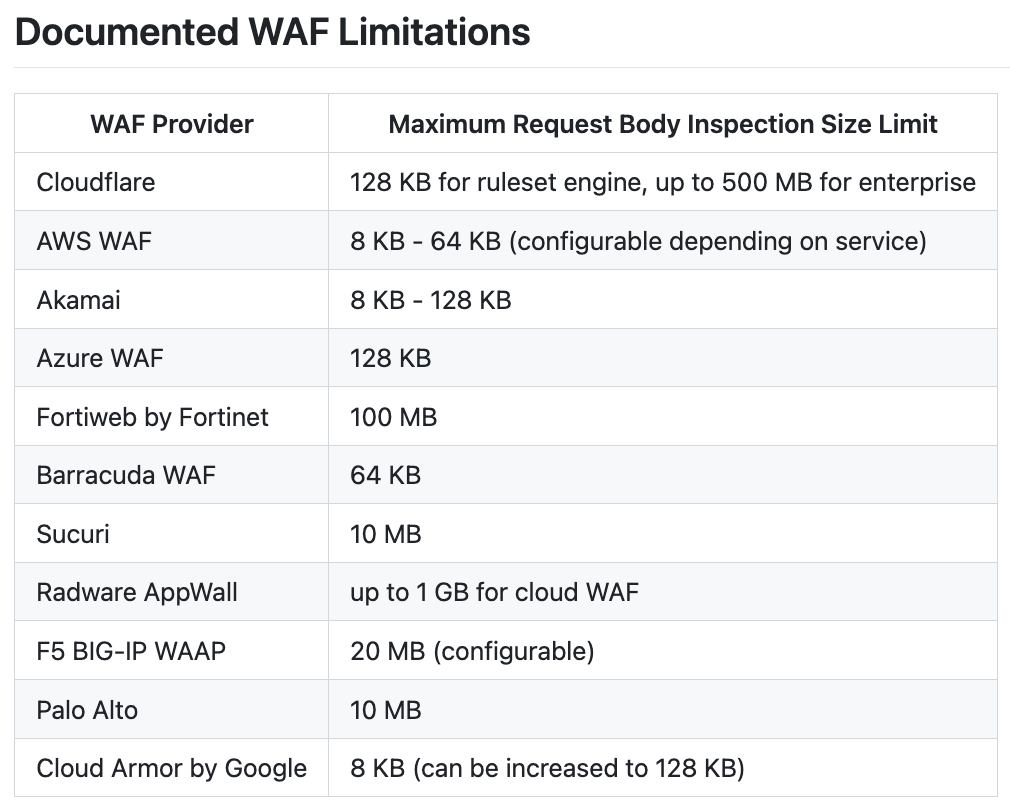 Documented WAF Limitations
WAF Provider Maximum Request Body Inspection Size Limit
Cloudflare 128 KB for ruleset engine, up to 500 MB for enterprise
AWS WAF 8 KB - 64 KB (configurable depending on service)
Akamai 8 KB - 128 KB
Azure WAF 128 KB
Fortiweb by Fortinet 100 MB
Barracuda WAF 64 KB
Sucuri 10 MB
Radware AppWall up to 1 GB for cloud WAF
F5 BIG-IP WAAP 20 MB (configurable)
Palo Alto 10 MB
Cloud Armor by Google 8 KB (can be increased to 128 KB)